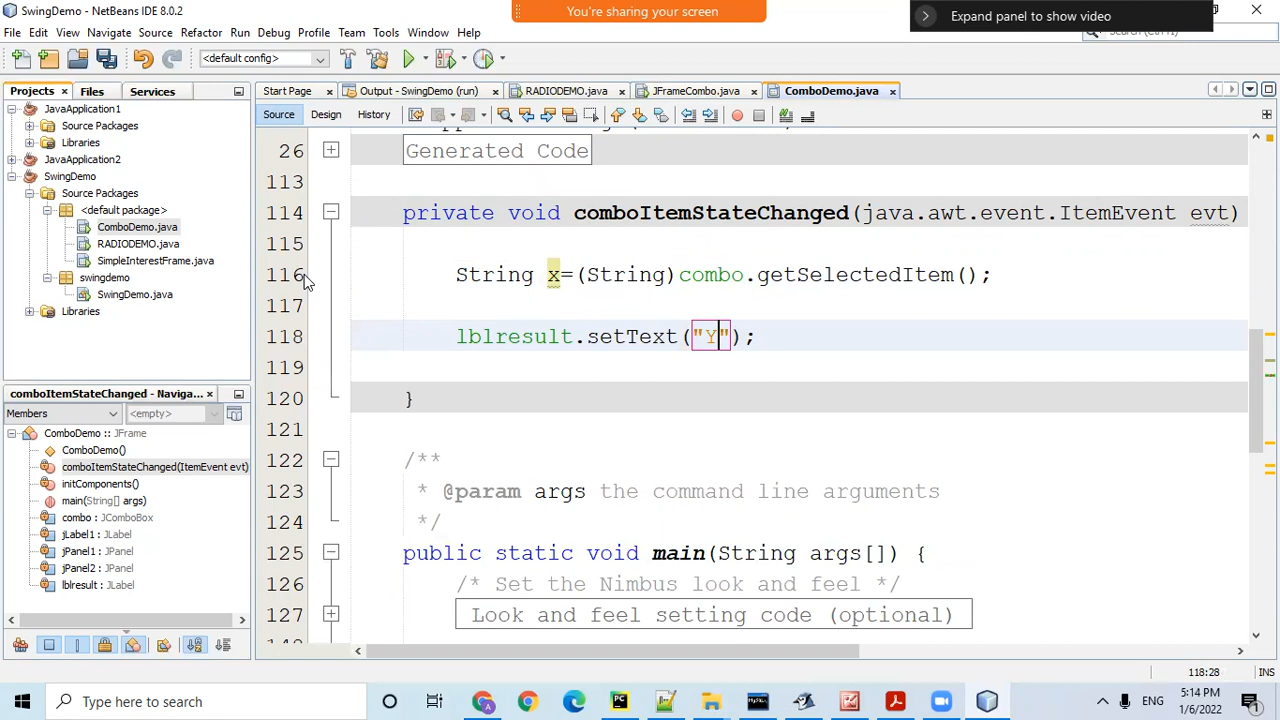 SwingDemo - NetBeans IDE 8.0.2
You're sharing your screen
Expand panel to show video
File Edit View Navigate Source Refactor Run Debug Profile Team Tools Window Help
<default config>
Projects Files Services
Start Page Output - SwingDemo (run) RADIODEMO.java JFrameCombo.java ComboDemo.java
Source Design History
JavaApplication1
Source Packages
Libraries
JavaApplication2
SwingDemo
Source Packages
<default package>
ComboDemo.java
RADIODEMO.java
SimpleInterestFrame.java
swingdemo
SwingDemo.java
Libraries
comboItemStateChanged - Naviga...
Members <empty>
ComboDemo :: JFrame
ComboDemo()
comboItemStateChanged(ItemEvent evt)
initComponents()
main(String[] args)
combo : JComboBox
jLabel1 : JLabel
jPanel1 : JPanel
jPanel2 : JPanel
lblresult : JLabel
26 Generated Code
113
114 private void comboItemStateChanged(java.awt.event.ItemEvent evt)
115
116 String x=(String)combo.getSelectedItem();
117
118 lblresult.setText("Y");
119
120 }
121
122 /**
123 * @param args the command line arguments
124 */
125 public static void main(String args[]) {
126 /* Set the Nimbus look and feel */
127 Look and feel setting code (optional)
118:28 INS
Type here to search
ENG
5:14 PM
1/6/2022